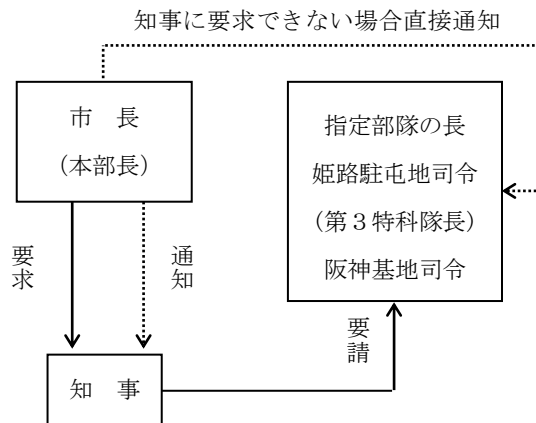 知事に要求できない場合直接通知
市　長
(本部長)
指定部隊の長
姫路駐屯地司令
(第３特科隊長)
阪神基地司令
要求
通知
要請
知　事